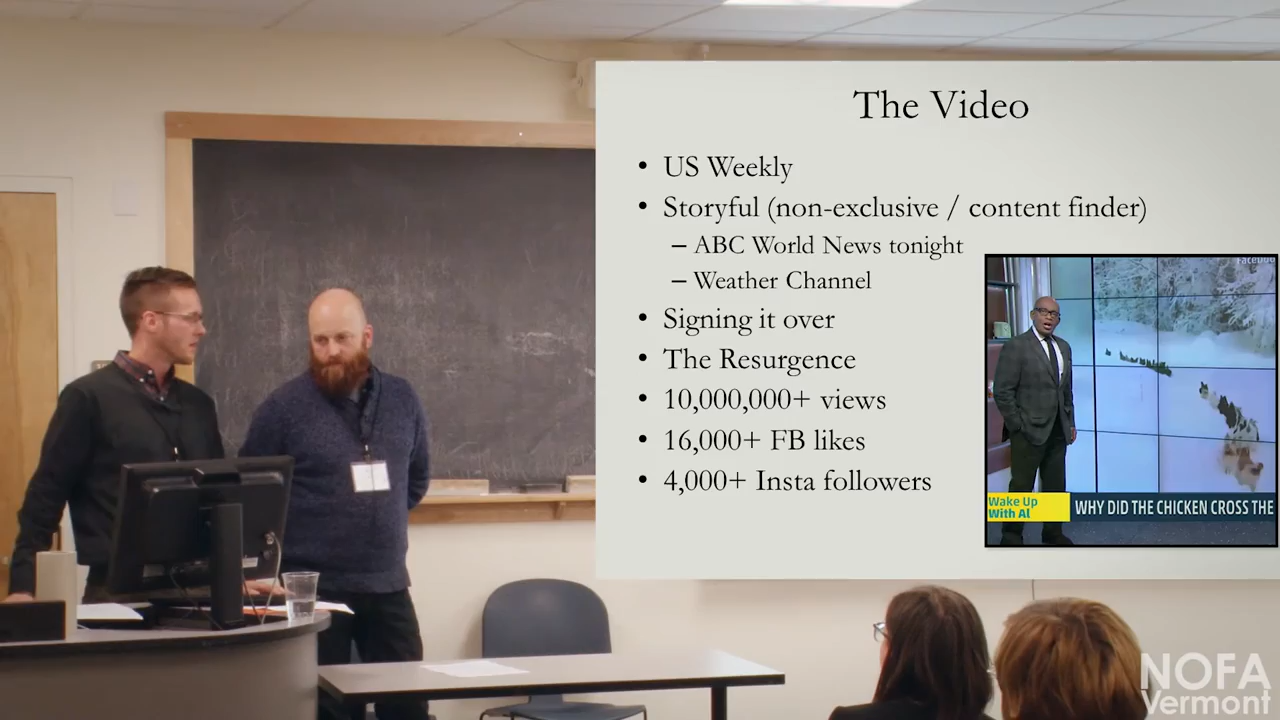 The Video
• US Weekly
• Storyful (non-exclusive / content finder)
– ABC World News tonight
– Weather Channel
• Signing it over
• The Resurgence
• 10,000,000+ views
• 16,000+ FB likes
• 4,000+ Insta followers
Faceboo
Wake Up
With Al
WHY DID THE CHICKEN CROSS THE
NOFA
Vermont